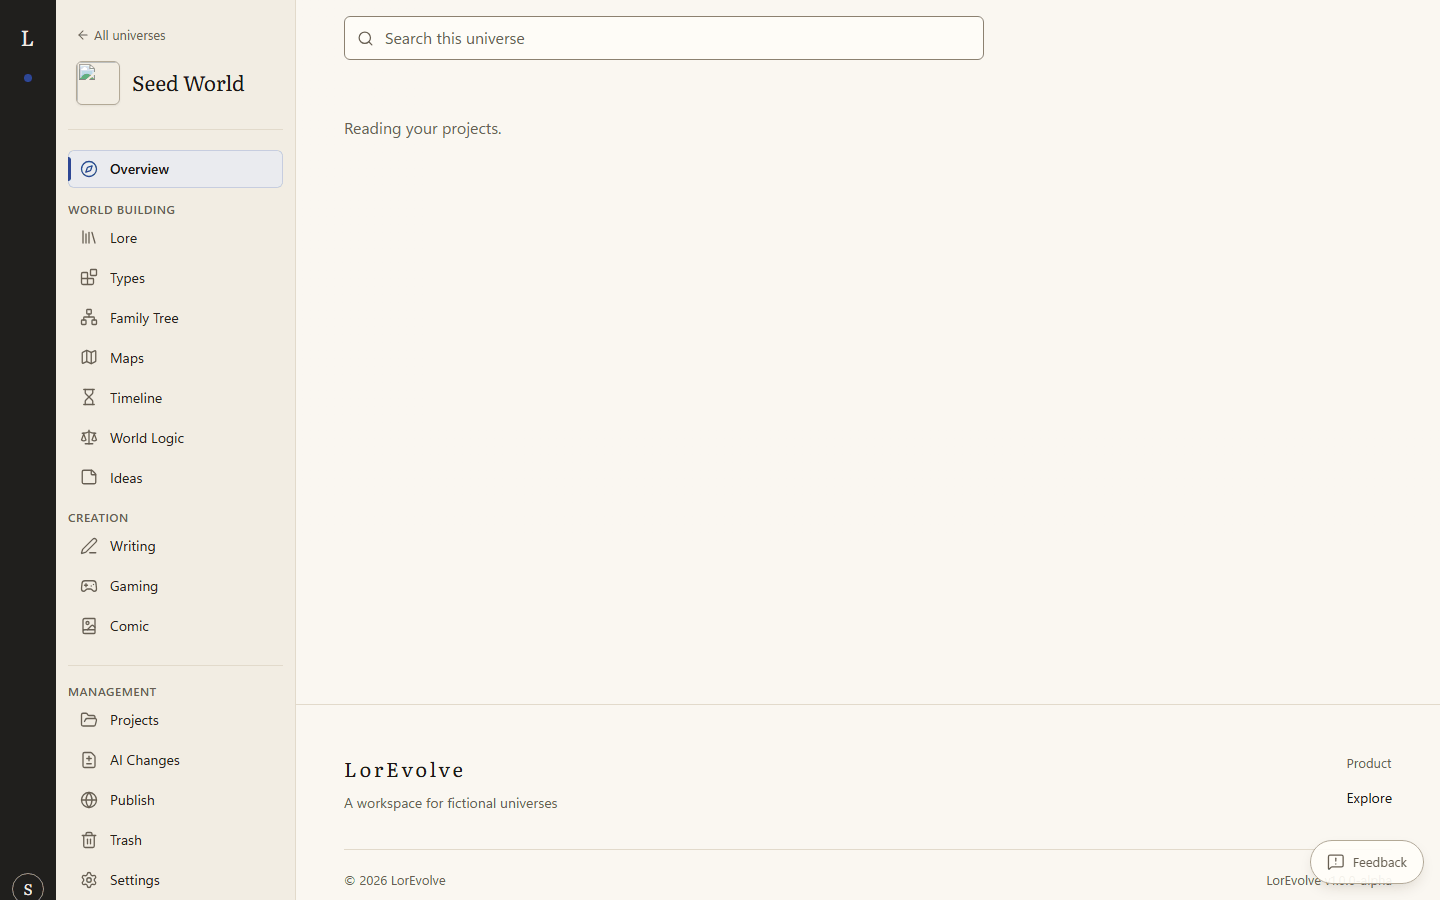 L
All universes
Seed World
Overview
WORLD BUILDING
Lore
Types
Family Tree
Maps
Timeline
World Logic
Ideas
CREATION
Writing
Gaming
Comic
MANAGEMENT
Projects
AI Changes
Publish
Trash
Settings
S
Search this universe
Reading your projects.
LorEvolve
A workspace for fictional universes
Product
Explore
© 2026 LorEvolve
LorEvolve
Feedback